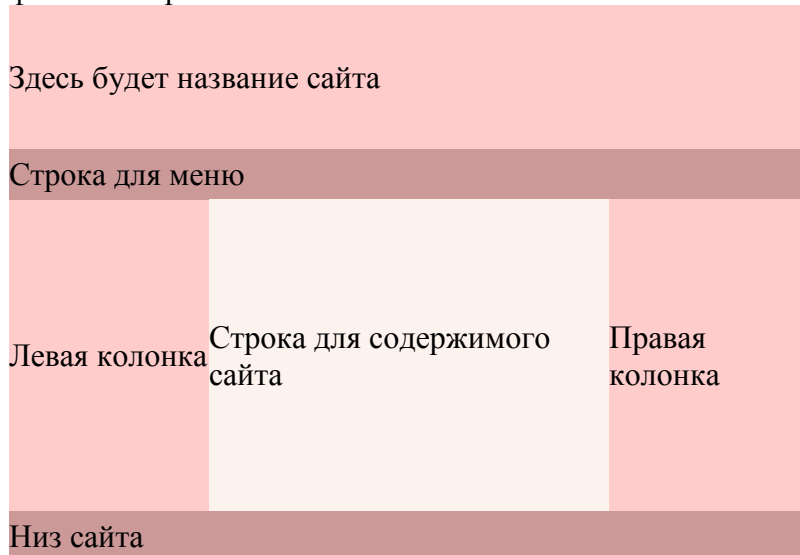 Здесь будет название сайта
Строка для меню
Левая колонка
Строка для содержимого
сайта
Правая
колонка
Низ сайта